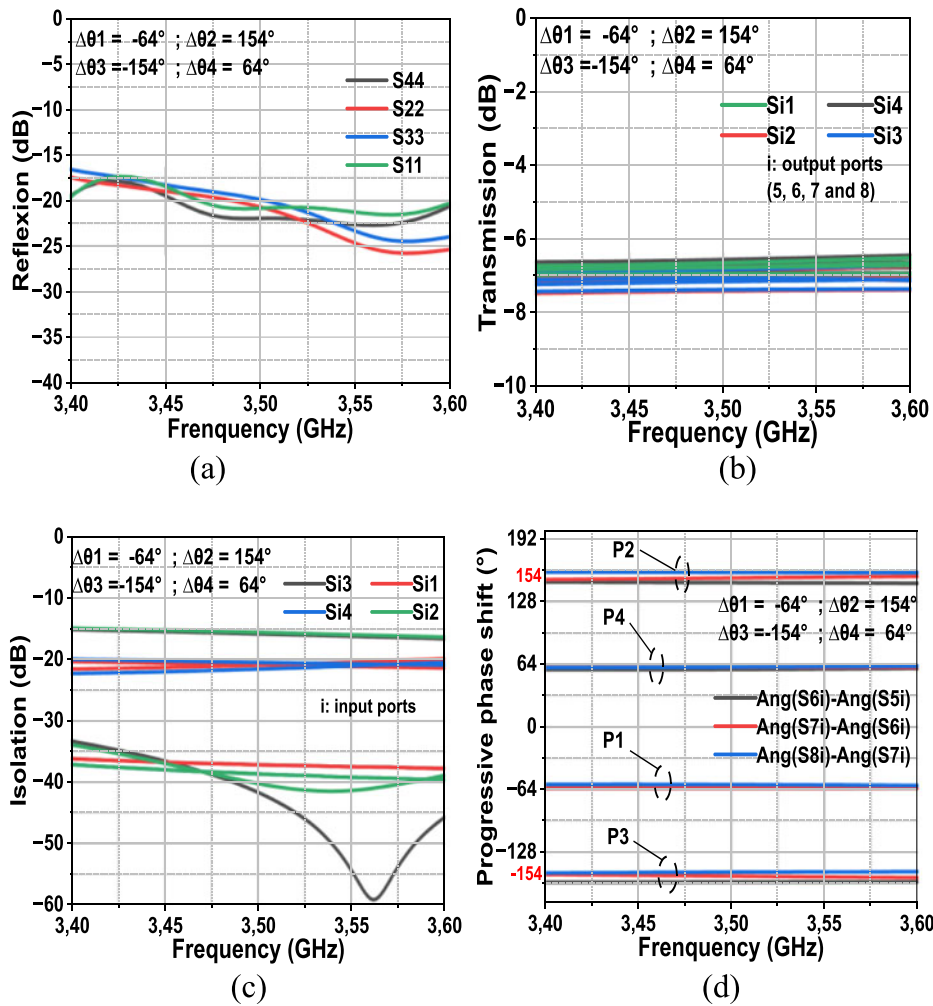 Δθ1 = -64° ; Δθ2 = 154°
Δθ3 =-154° ; Δθ4 = 64°
S44
S22
S33
S11
Reflexion (dB)
0
−5
−10
−15
−20
−25
−30
−35
−40
3,40
3,45
3,50
3,55
3,60
Frenquency (GHz)
(a)
Δθ1 = -64° ; Δθ2 = 154°
Δθ3 =-154° ; Δθ4 = 64°
Si1
Si4
Si2
Si3
i: output ports
(5, 6, 7 and 8)
Transmission (dB)
0
−2
−4
−6
−8
−10
3,40
3,45
3,50
3,55
3,60
Frenquency (GHz)
(b)
Δθ1 = -64° ; Δθ2 = 154°
Δθ3 =-154° ; Δθ4 = 64°
Si3
Si1
Si4
Si2
i: input ports
Isolation (dB)
0
−10
−20
−30
−40
−50
−60
3,40
3,45
3,50
3,55
3,60
Frequency (GHz)
(c)
P2
Δθ1 = -64° ; Δθ2 = 154°
Δθ3 =-154° ; Δθ4 = 64°
P4
Ang(S6i)-Ang(S5i)
Ang(S7i)-Ang(S6i)
Ang(S8i)-Ang(S7i)
P1
P3
Progressive phase shift (°)
192
154
128
64
0
−64
−128
-154
3,40
3,45
3,50
3,55
3,60
Frenquency (GHz)
(d)